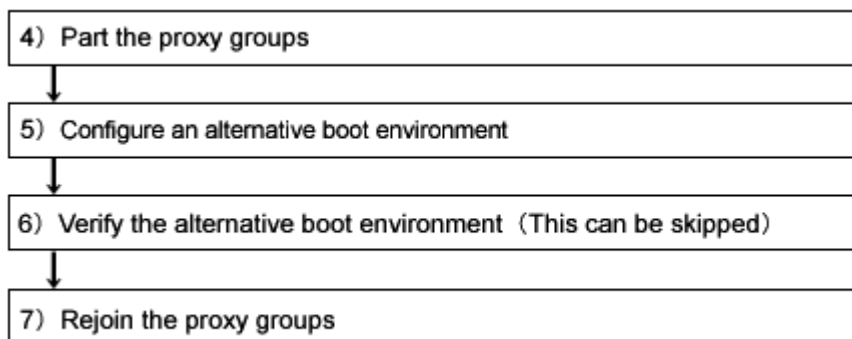 4）Part the proxy groups
5）Configure an alternative boot environment
6）Verify the alternative boot environment（This can be skipped）
7）Rejoin the proxy groups